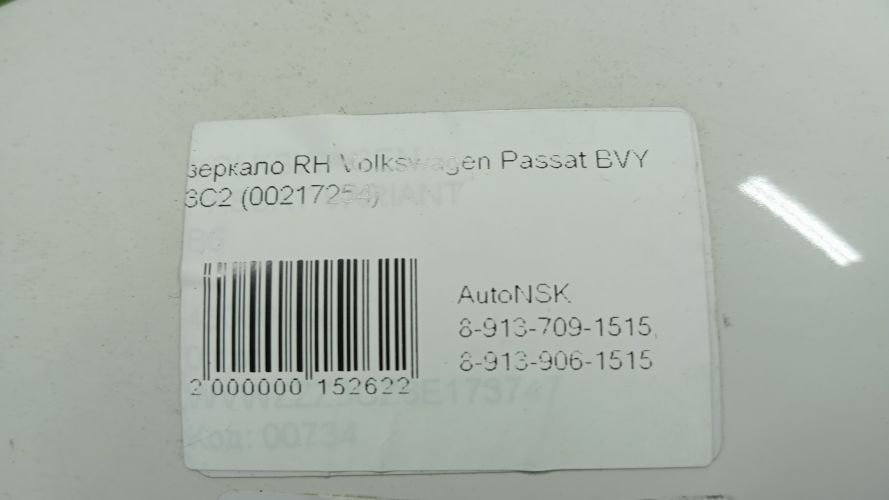 зеркало RH Volkswagen Passat BVY
3C2 (00217254)
AutoNSK
8-913-709-1515,
8-913-906-1515
2 000000 152622
Код: 00734